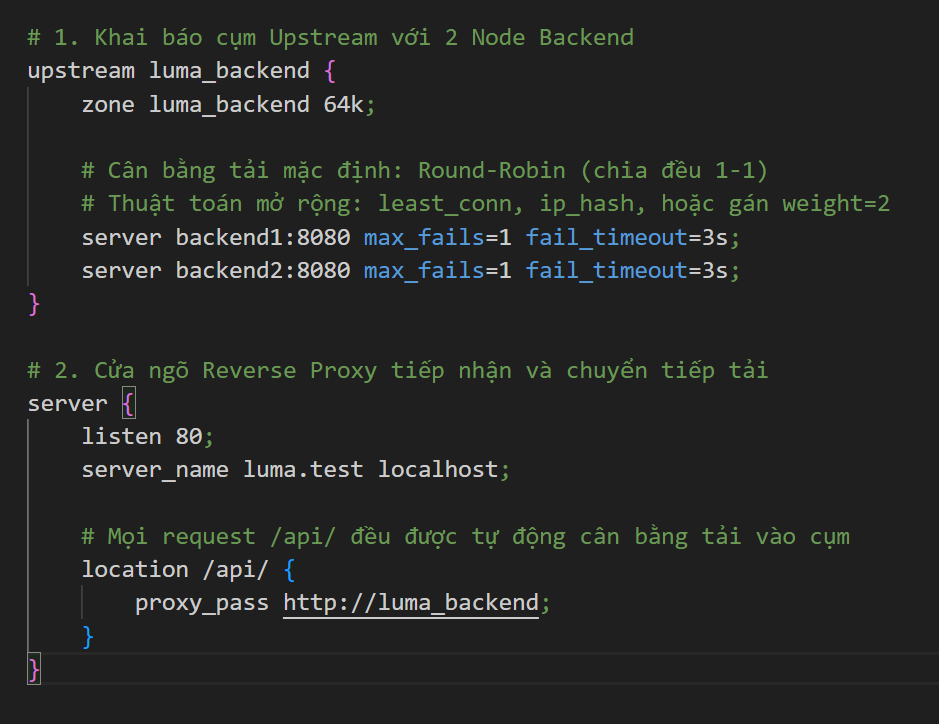 # 1. Khai báo cụm Upstream với 2 Node Backend
upstream luma_backend {
    zone luma_backend 64k;

    # Cân bằng tải mặc định: Round-Robin (chia đều 1-1)
    # Thuật toán mở rộng: least_conn, ip_hash, hoặc gán weight=2
    server backend1:8080 max_fails=1 fail_timeout=3s;
    server backend2:8080 max_fails=1 fail_timeout=3s;
}

# 2. Cửa ngõ Reverse Proxy tiếp nhận và chuyển tiếp tải
server {
    listen 80;
    server_name luma.test localhost;

    # Mọi request /api/ đều được tự động cân bằng tải vào cụm
    location /api/ {
        proxy_pass http://luma_backend;
    }
}